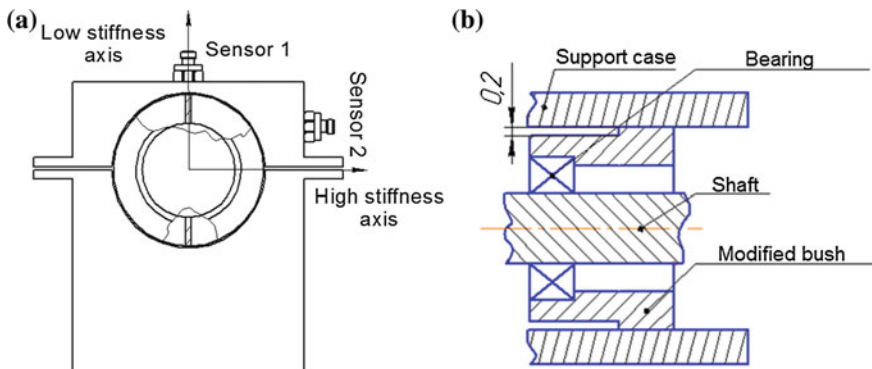 (a)
Low stiffness
axis
Sensor 1
Sensor 2
High stiffness
axis
(b)
Support case
Bearing
0,2
Shaft
Modified bush